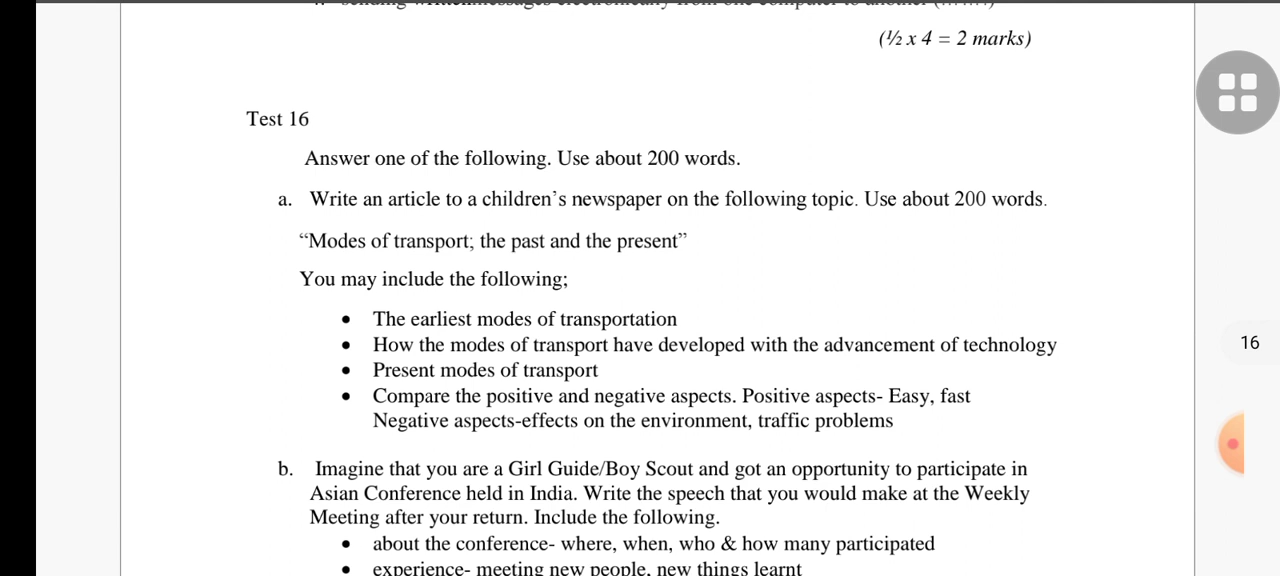 (½ x 4 = 2 marks)
Test 16
Answer one of the following. Use about 200 words.
a. Write an article to a children’s newspaper on the following topic. Use about 200 words.
“Modes of transport; the past and the present”
You may include the following;
• The earliest modes of transportation
• How the modes of transport have developed with the advancement of technology
• Present modes of transport
• Compare the positive and negative aspects. Positive aspects- Easy, fast
Negative aspects-effects on the environment, traffic problems
16
b. Imagine that you are a Girl Guide/Boy Scout and got an opportunity to participate in
Asian Conference held in India. Write the speech that you would make at the Weekly
Meeting after your return. Include the following.
• about the conference- where, when, who & how many participated
• experience- meeting new people, new things learnt